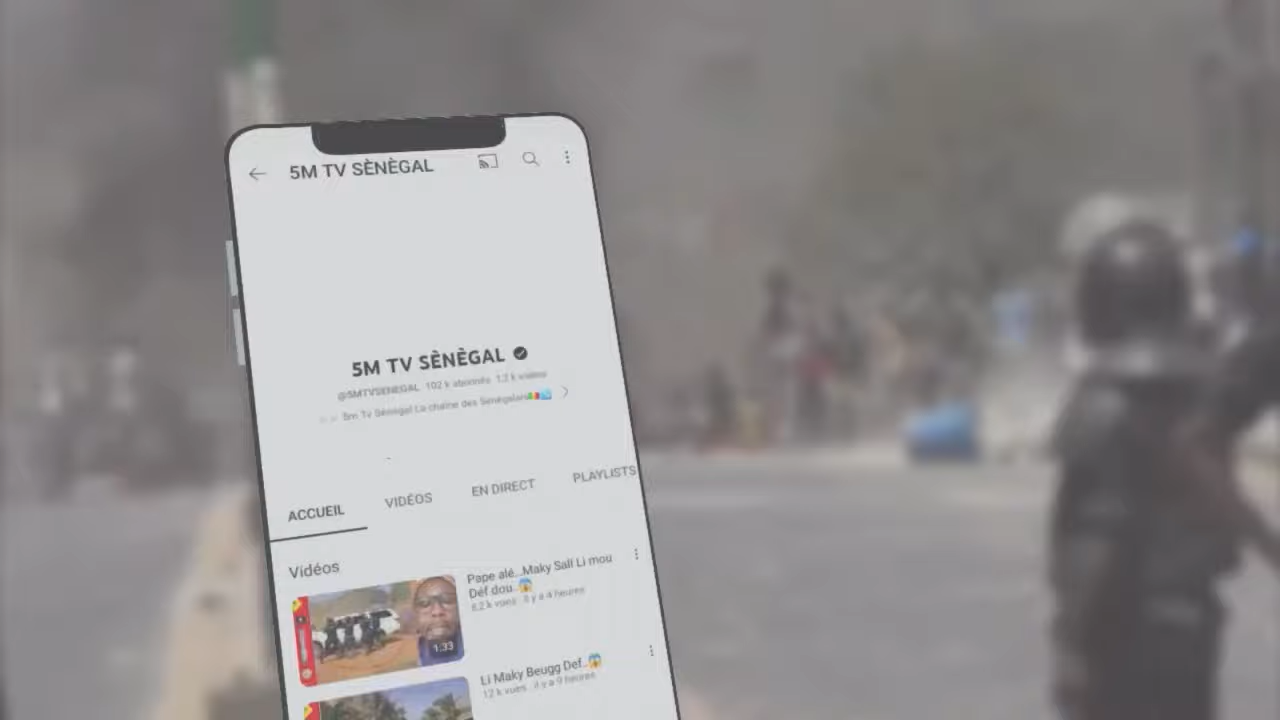 5M TV SÈNÈGAL
5M TV SÈNÈGAL
@5MTVSENEGAL 102 k abonnés 1,2 k vidéos
5m Tv Sénégal La chaine des Sénégalais
ACCUEIL VIDÉOS EN DIRECT PLAYLISTS
Vidéos
Pape alé..Maky Sall Li mou
Déf dou..😱
8,2 k vues · il y a 4 heures
1:33
Li Maky Beugg Def..😱
12 k vues · il y a 9 heures